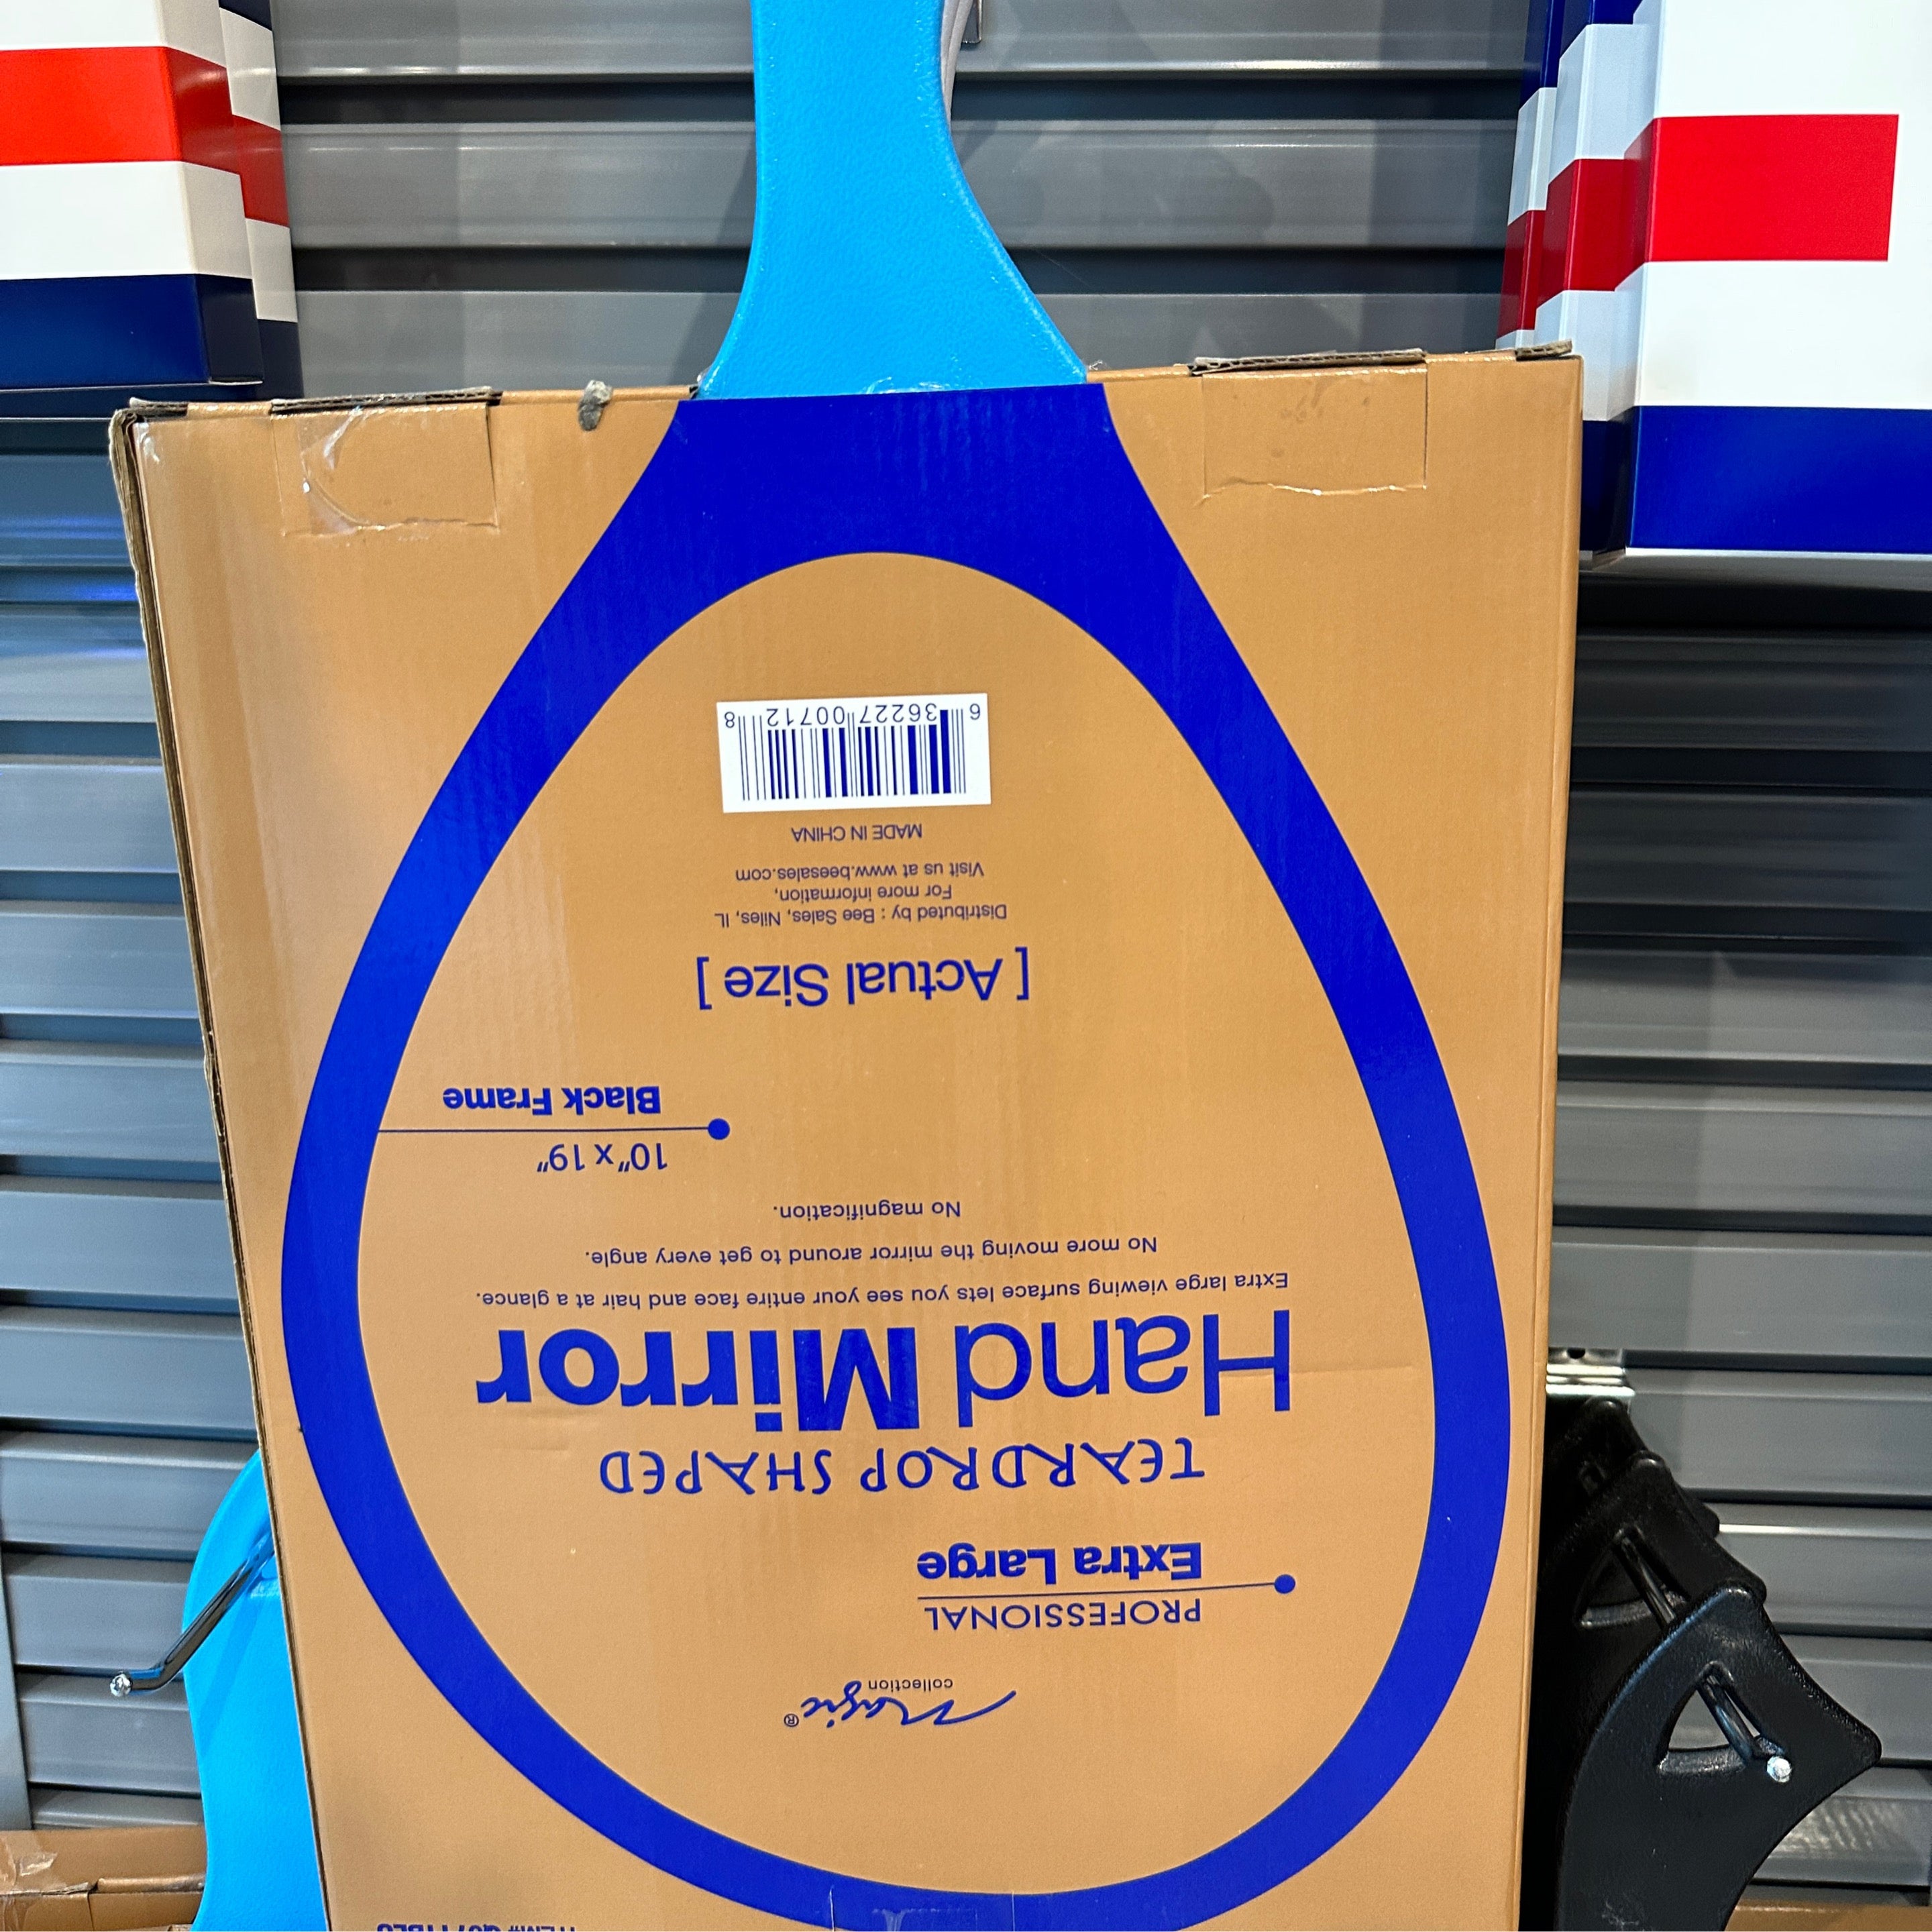 Magic®
collection
PROFESSIONAL
Extra Large
TEARDROP SHAPED
Hand Mirror
Extra large viewing surface lets you see your entire face and hair at a glance.
No more moving the mirror around to get every angle.
No magnification.
10"x 19"
Black Frame
[ Actual Size ]
Distributed by : Bee Sales, Niles, IL
For more information,
Visit us at www.beesales.com
MADE IN CHINA
6 36227 00712 8